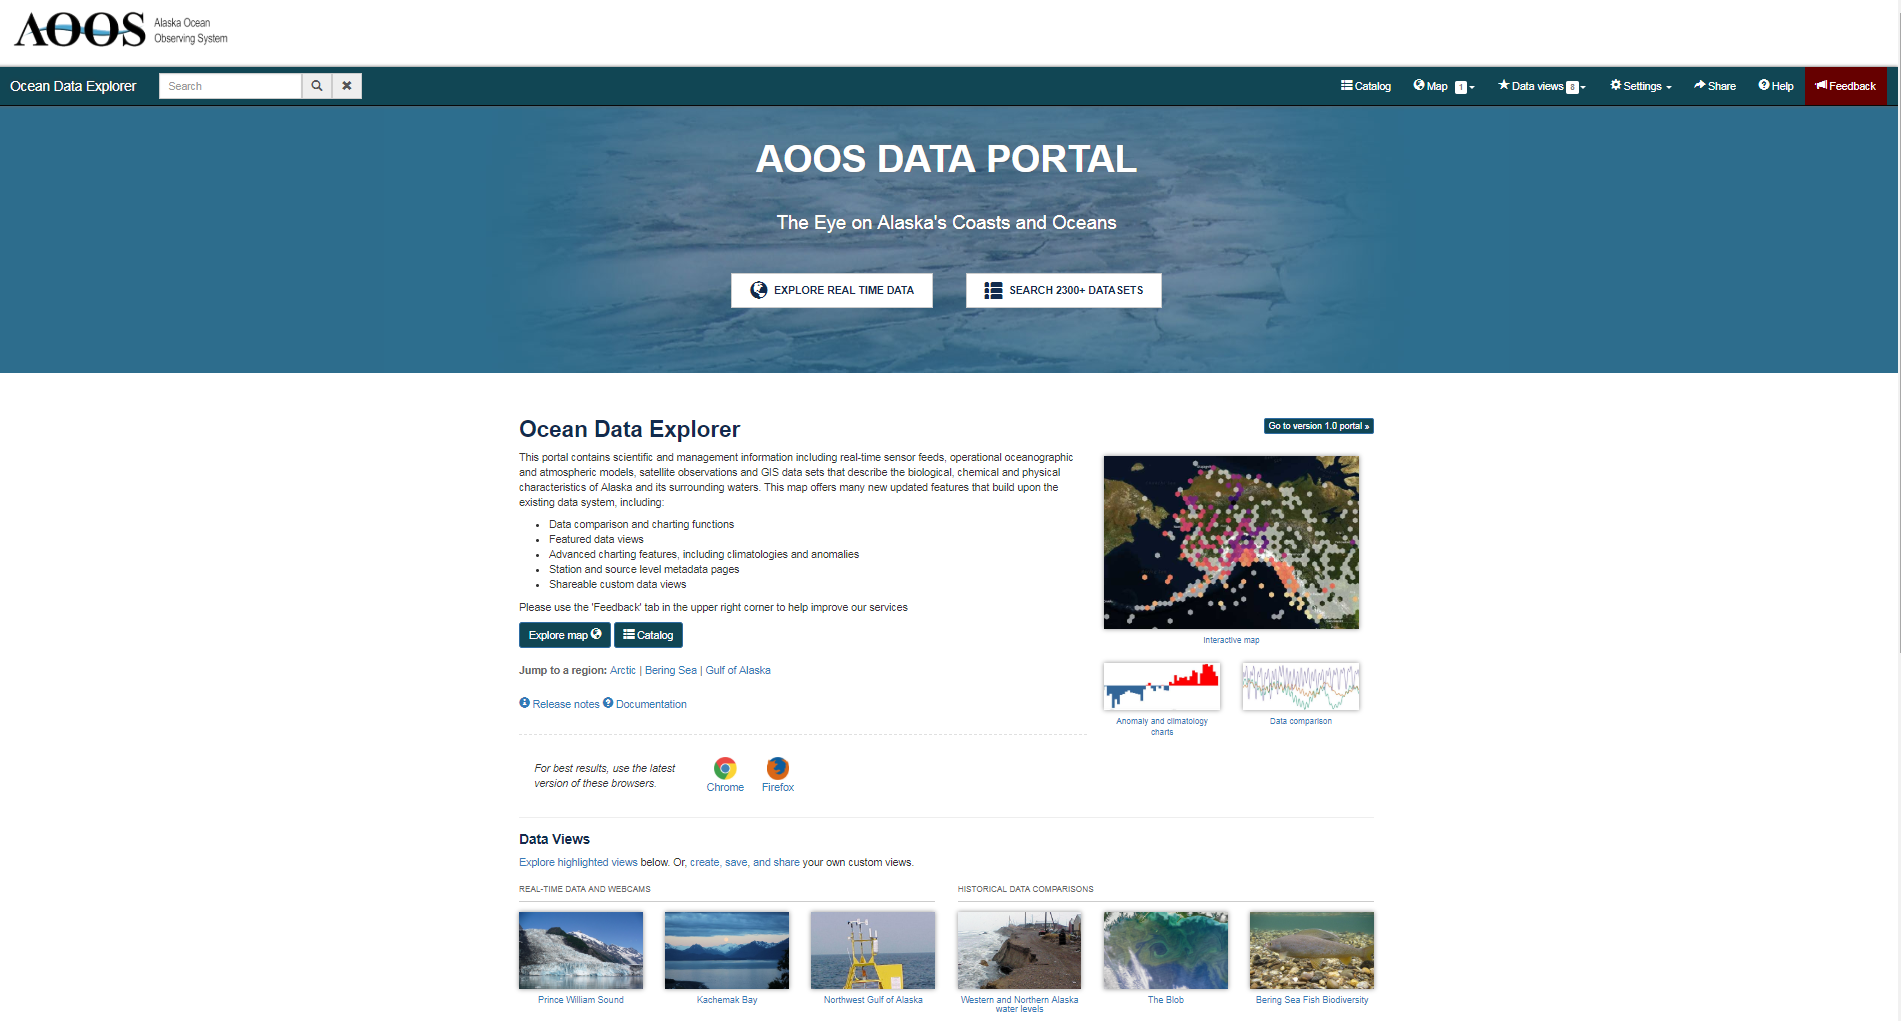 AOOS Alaska Ocean
Observing System
Ocean Data Explorer
Search
Catalog
Map 1
Data views 8
Settings
Share
Help
Feedback
AOOS DATA PORTAL
The Eye on Alaska's Coasts and Oceans
EXPLORE REAL TIME DATA
SEARCH 2300+ DATASETS
Ocean Data Explorer
Go to version 1.0 portal »
This portal contains scientific and management information including real-time sensor feeds, operational oceanographic
and atmospheric models, satellite observations and GIS data sets that describe the biological, chemical and physical
characteristics of Alaska and its surrounding waters. This map offers many new updated features that build upon the
existing data system, including:
• Data comparison and charting functions
• Featured data views
• Advanced charting features, including climatologies and anomalies
• Station and source level metadata pages
• Shareable custom data views
Please use the 'Feedback' tab in the upper right corner to help improve our services
Explore map
Catalog
Interactive map
Jump to a region: Arctic | Bering Sea | Gulf of Alaska
Release notes Documentation
Anomaly and climatology
charts
Data comparison
For best results, use the latest
version of these browsers.
Chrome
Firefox
Data Views
Explore highlighted views below. Or, create, save, and share your own custom views.
REAL-TIME DATA AND WEBCAMS
HISTORICAL DATA COMPARISONS
Prince William Sound
Kachemak Bay
Northwest Gulf of Alaska
Western and Northern Alaska
water levels
The Blob
Bering Sea Fish Biodiversity